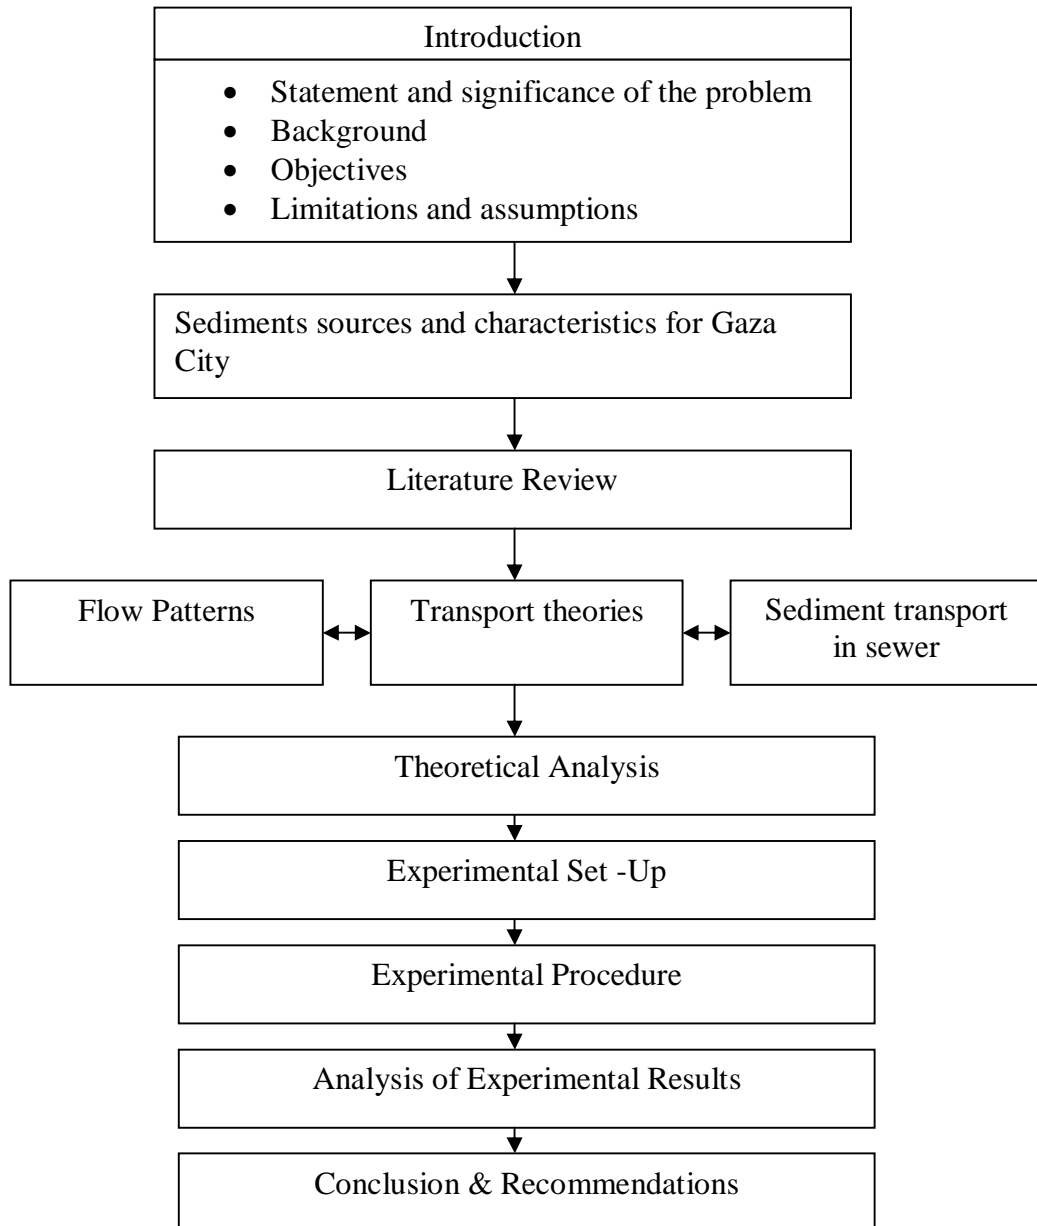 Introduction
• Statement and significance of the problem
• Background
• Objectives
• Limitations and assumptions
Sediments sources and characteristics for Gaza
City
Literature Review
Flow Patterns
Transport theories
Sediment transport
in sewer
Theoretical Analysis
Experimental Set -Up
Experimental Procedure
Analysis of Experimental Results
Conclusion & Recommendations